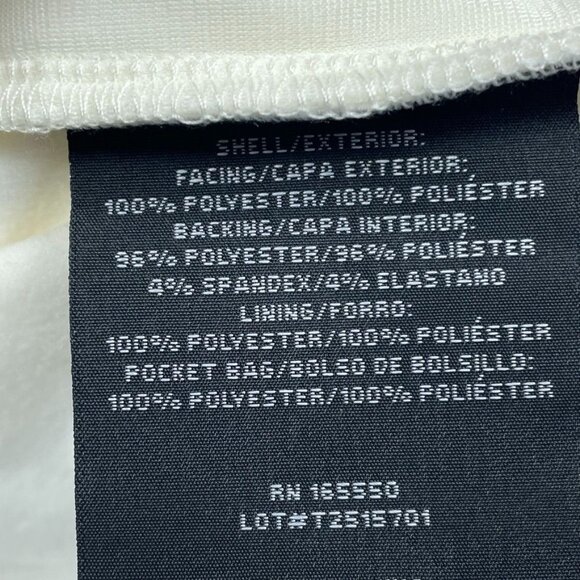 SHELL/EXTERIOR:
FACING/CAPA EXTERIOR:
100% POLYESTER/100% POLIÉSTER
BACKING/CAPA INTERIOR:
96% POLYESTER/96% POLIÉSTER
4% SPANDEX/4% ELASTANO
LINING/FORRO:
100% POLYESTER/100% POLIÉSTER
POCKET BAG/BOLSO DE BOLSILLO:
100% POLYESTER/100% POLIÉSTER
RN 165550
LOT#T2515701